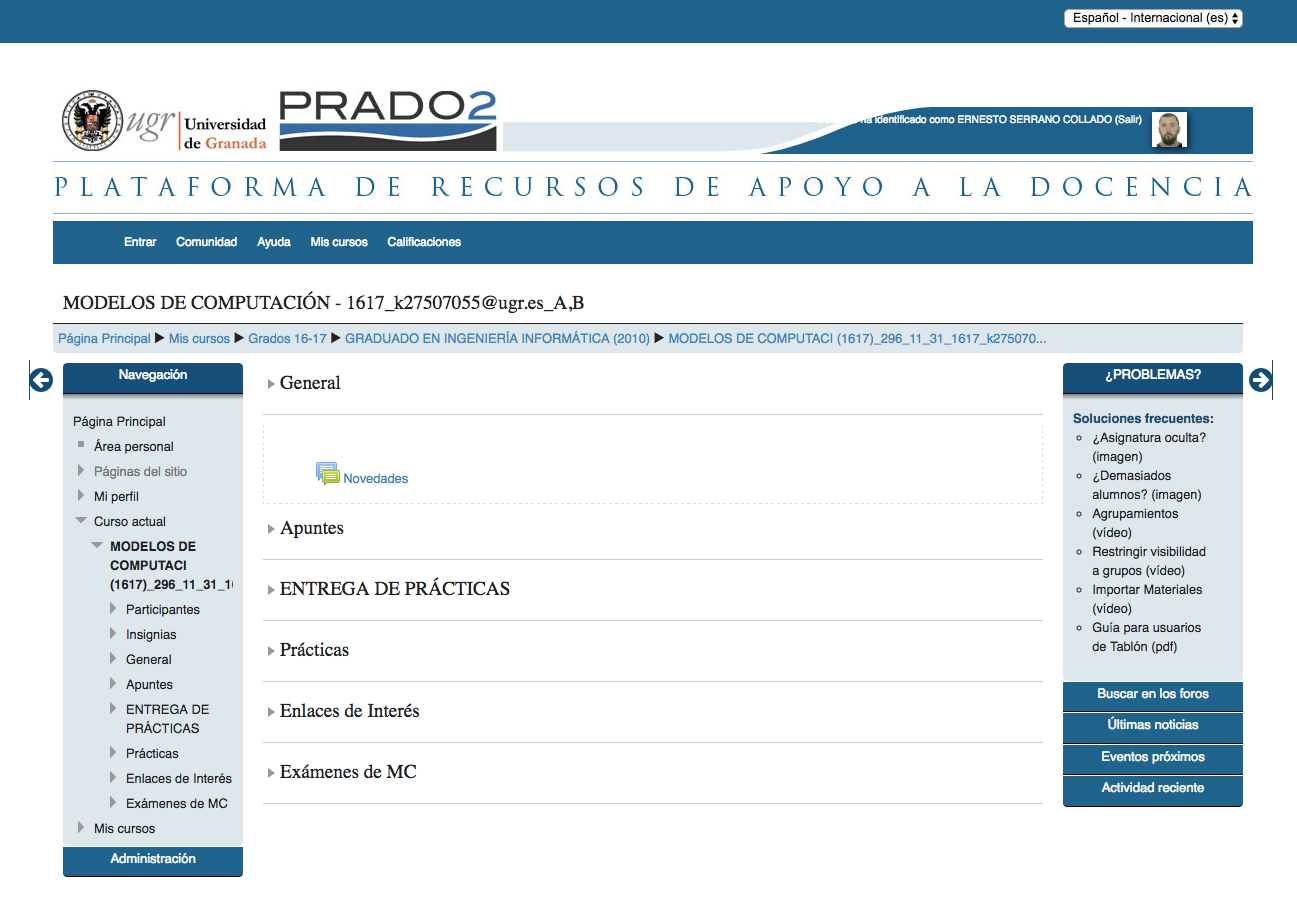 Español - Internacional (es)
ugr
Universidad
de Granada
PRADO2
identificado como ERNESTO SERRANO COLLADO (Salir)
PLATAFORMA DE RECURSOS DE APOYO A LA DOCENCIA
Entrar Comunidad Ayuda Mis cursos Calificaciones
MODELOS DE COMPUTACIÓN - 1617_k27507055@ugr.es_A,B
Página Principal ▶ Mis cursos ▶ Grados 16-17 ▶ GRADUADO EN INGENIERÍA INFORMÁTICA (2010) ▶ MODELOS DE COMPUTACI (1617)_296_11_31_1617_k275070...
Navegación
Página Principal
Área personal
Páginas del sitio
Mi perfil
Curso actual
MODELOS DE
COMPUTACI
(1617)_296_11_31_1
Participantes
Insignias
General
Apuntes
ENTREGA DE
PRÁCTICAS
Prácticas
Enlaces de Interés
Exámenes de MC
Mis cursos
Administración
General
Novedades
Apuntes
ENTREGA DE PRÁCTICAS
Prácticas
Enlaces de Interés
Exámenes de MC
¿PROBLEMAS?
Soluciones frecuentes:
¿Asignatura oculta?
(imagen)
¿Demasiados
alumnos? (imagen)
Agrupamientos
(vídeo)
Restringir visibilidad
a grupos (vídeo)
Importar Materiales
(vídeo)
Guía para usuarios
de Tablón (pdf)
Buscar en los foros
Últimas noticias
Eventos próximos
Actividad reciente